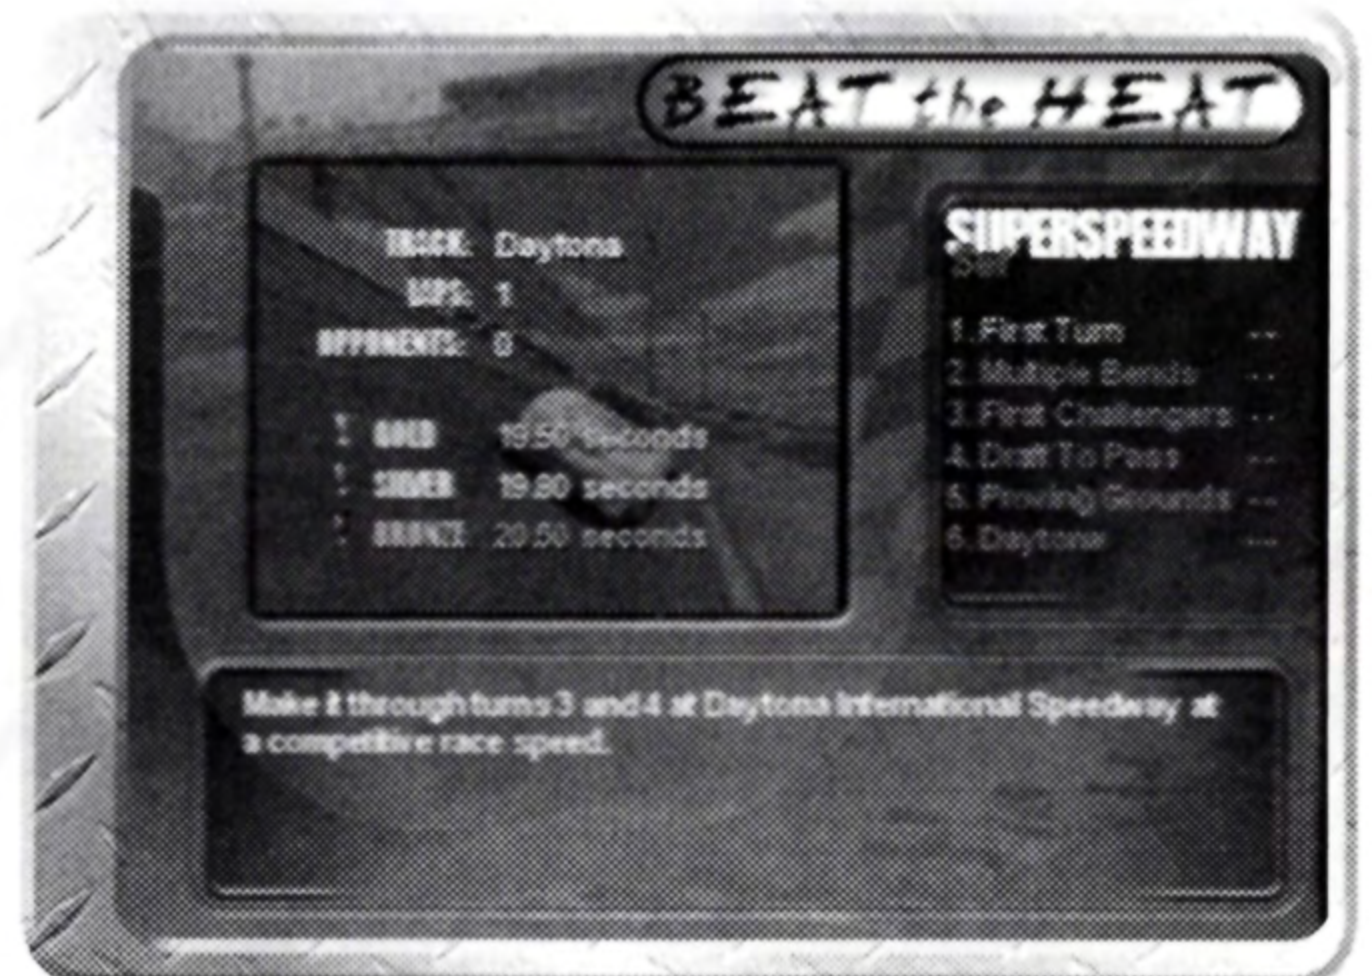 BEAT the HEAT
TRACK: Daytona
LAPS: 1
OPPONENTS: 0
GOLD 19.50 seconds
SILVER 19.90 seconds
BRONZE 20.50 seconds
SUPERSPEEDWAY
Set
1. First Turn --
2. Multiple Bends --
3. First Challengers --
4. Draft To Pass --
5. Proving Grounds --
6. Daytona --
Make it through turns 3 and 4 at Daytona International Speedway at
a competitive race speed.